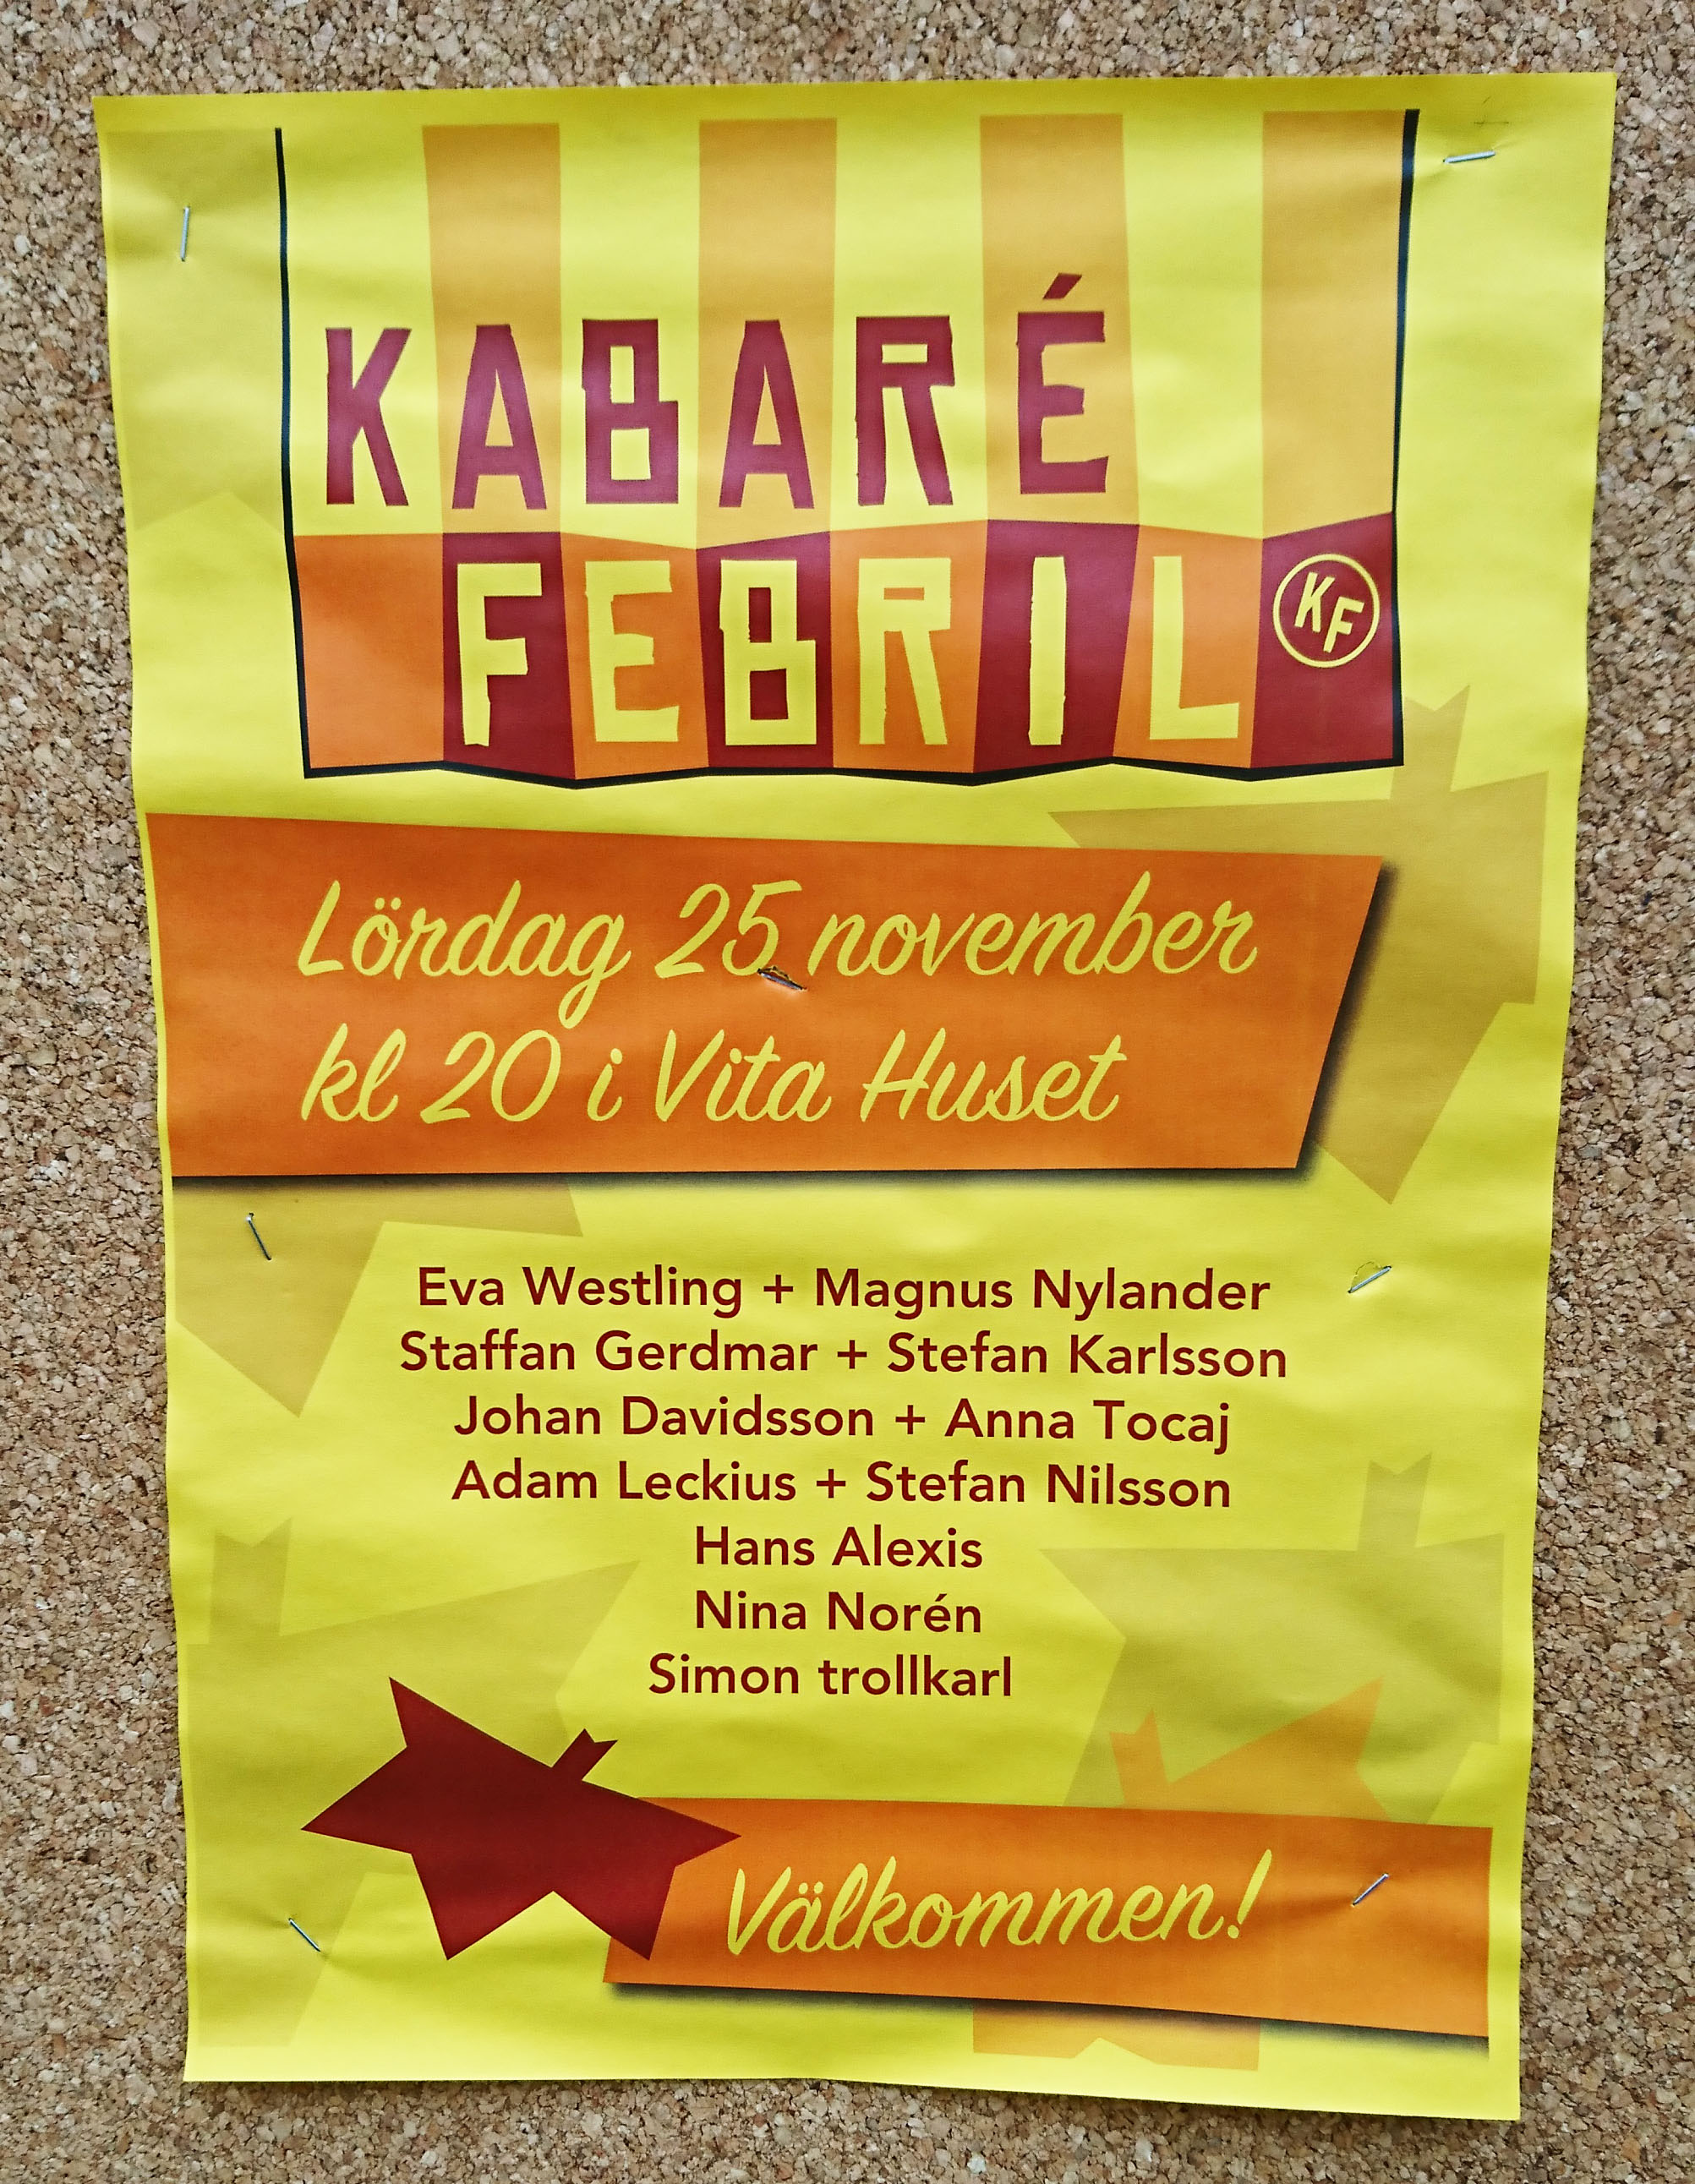 KABARÉ
FEBRIL
KF
Lördag 25 november
kl 20 i Vita Huset
Eva Westling + Magnus Nylander
Staffan Gerdmar + Stefan Karlsson
Johan Davidsson + Anna Tocaj
Adam Leckius + Stefan Nilsson
Hans Alexis
Nina Norén
Simon trollkarl
Välkommen!